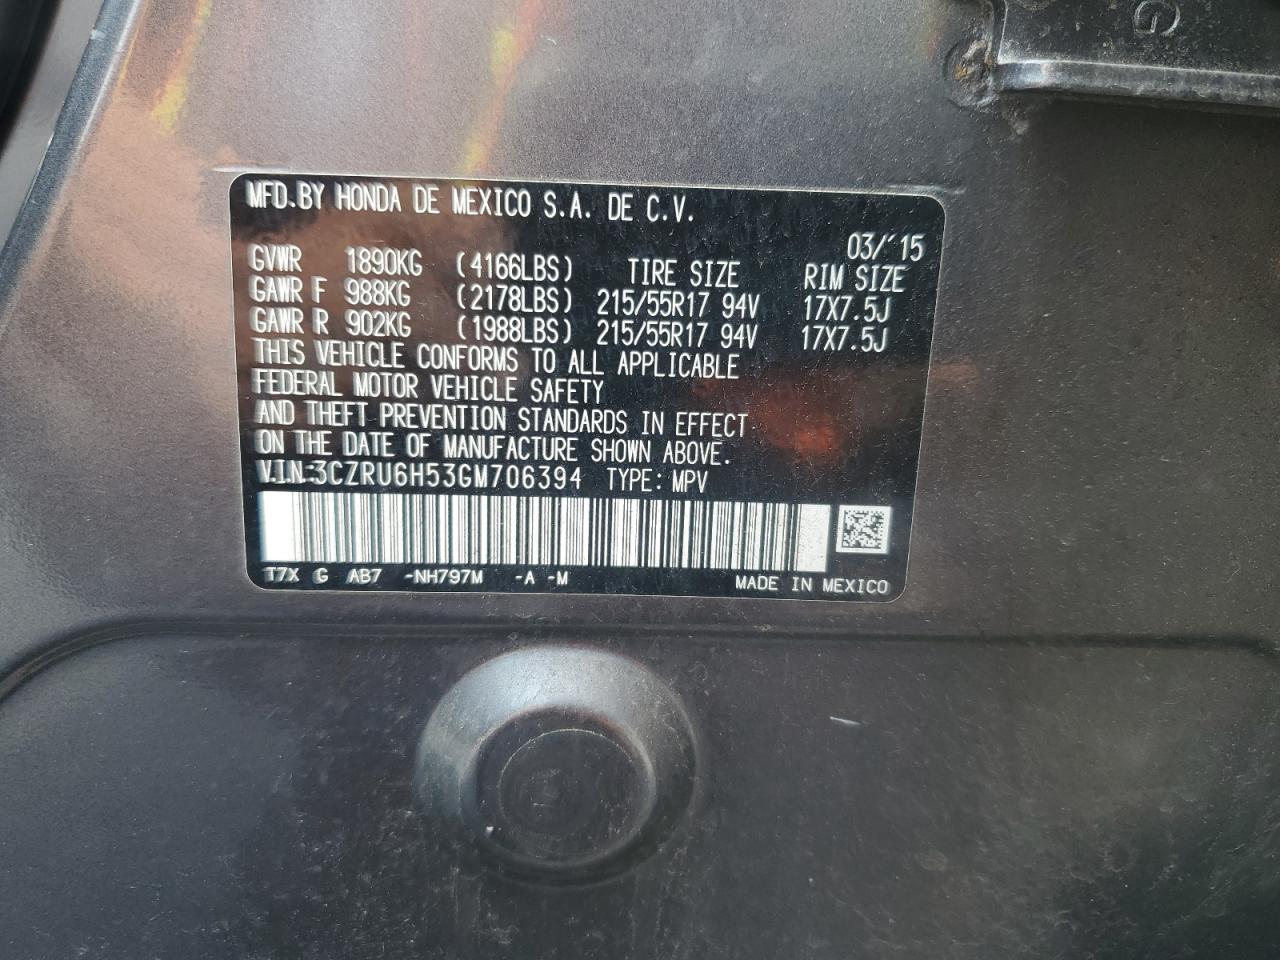 G
MFD.BY HONDA DE MEXICO S.A. DE C.V.
03/´15
GVWR 1890KG (4166LBS) TIRE SIZE RIM SIZE
GAWR F 988KG (2178LBS) 215/55R17 94V 17X7.5J
GAWR R 902KG (1988LBS) 215/55R17 94V 17X7.5J
THIS VEHICLE CONFORMS TO ALL APPLICABLE
FEDERAL MOTOR VEHICLE SAFETY
AND THEFT PREVENTION STANDARDS IN EFFECT
ON THE DATE OF MANUFACTURE SHOWN ABOVE.
V.I.N:3CZRU6H53GM706394 TYPE: MPV
T7X G AB7 -NH797M -A -M MADE IN MEXICO